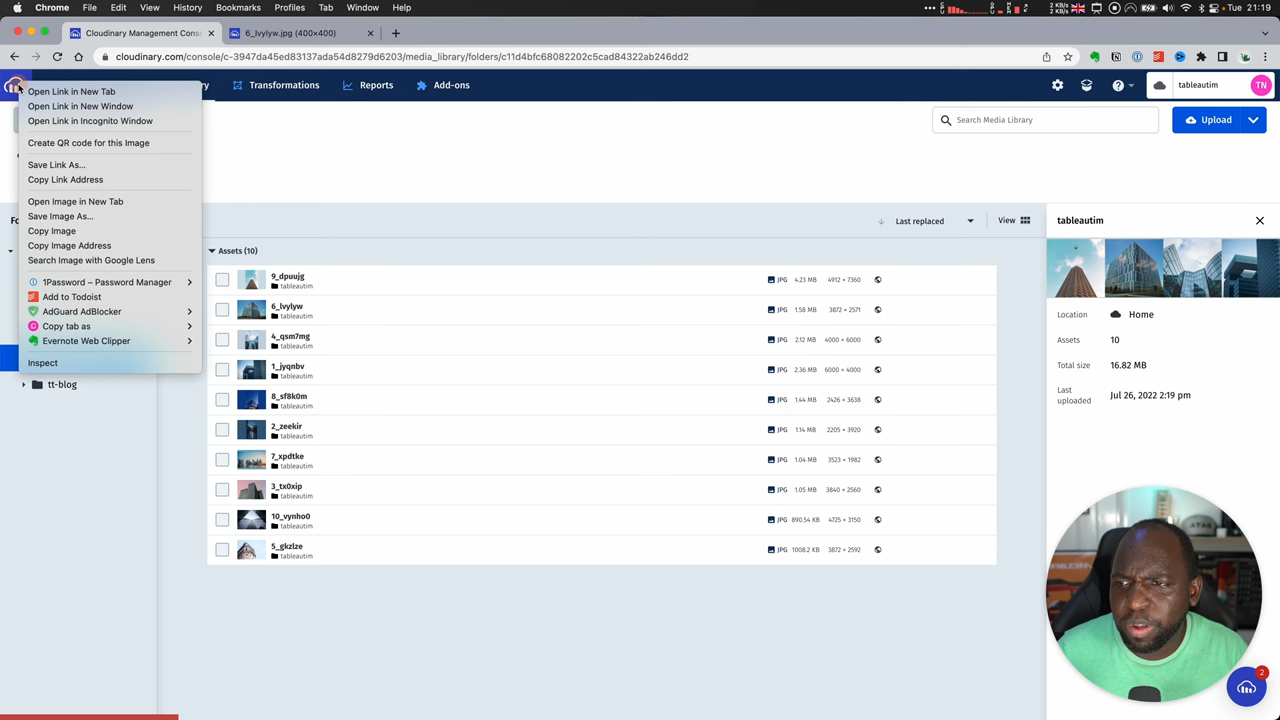 Chrome File Edit View History Bookmarks Profiles Tab Window Help
2 KB/s
2 KB/s
Tue 21:19
Cloudinary Management Cons
6_lvylyw.jpg (400×400)
cloudinary.com/console/c-3947da45ed83137ada54d8279d6203/media_library/folders/c11d4bfc68082202c5cad84322ab246dd2
ry
Transformations
Reports
Add-ons
tableautim
TN
Open Link in New Tab
Open Link in New Window
Open Link in Incognito Window
Create QR code for this Image
Save Link As...
Copy Link Address
Open Image in New Tab
Save Image As...
Copy Image
Copy Image Address
Search Image with Google Lens
1Password – Password Manager
Add to Todoist
AdGuard AdBlocker
Copy tab as
Evernote Web Clipper
Inspect
Search Media Library
Upload
Fo
tt-blog
Last replaced
View
Assets (10)
9_dpuujg
tableautim
JPG 4.23 MB 4912 × 7360
6_lvylyw
tableautim
JPG 1.58 MB 3872 × 2571
4_qsm7mg
tableautim
JPG 2.12 MB 4000 × 6000
1_jyqnbv
tableautim
JPG 2.36 MB 6000 × 4000
8_sf8k0m
tableautim
JPG 1.44 MB 2426 × 3638
2_zeekir
tableautim
JPG 1.14 MB 2205 × 3920
7_xpdtke
tableautim
JPG 1.04 MB 3523 × 1982
3_tx0xip
tableautim
JPG 1.05 MB 3840 × 2560
10_vynho0
tableautim
JPG 890.54 KB 4725 × 3150
5_gkzlze
tableautim
JPG 1008.2 KB 3872 × 2592
tableautim
Location Home
Assets 10
Total size 16.82 MB
Last uploaded Jul 26, 2022 2:19 pm
2